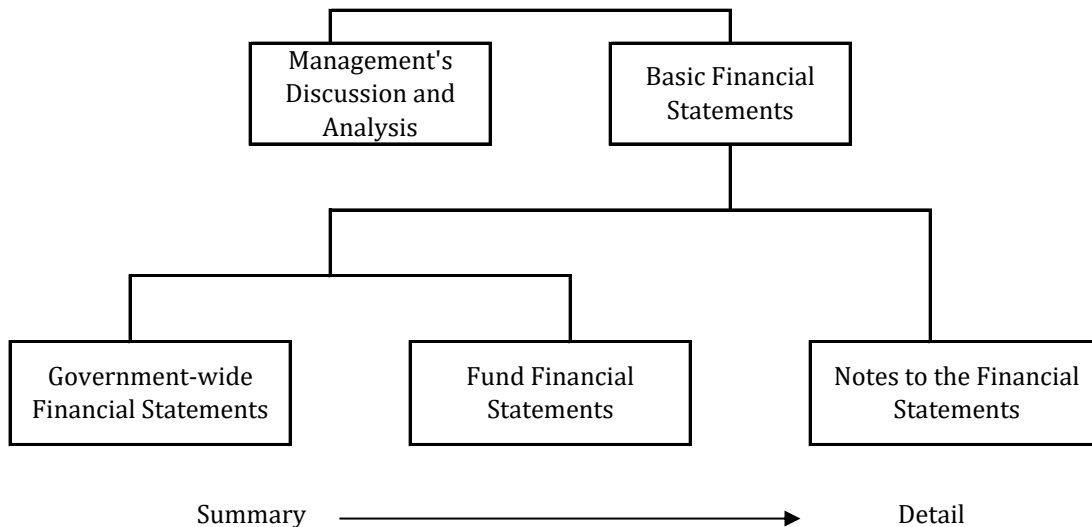 Management's
Discussion and
Analysis
Basic Financial
Statements
Government-wide
Financial Statements
Fund Financial
Statements
Notes to the Financial
Statements
Summary
Detail